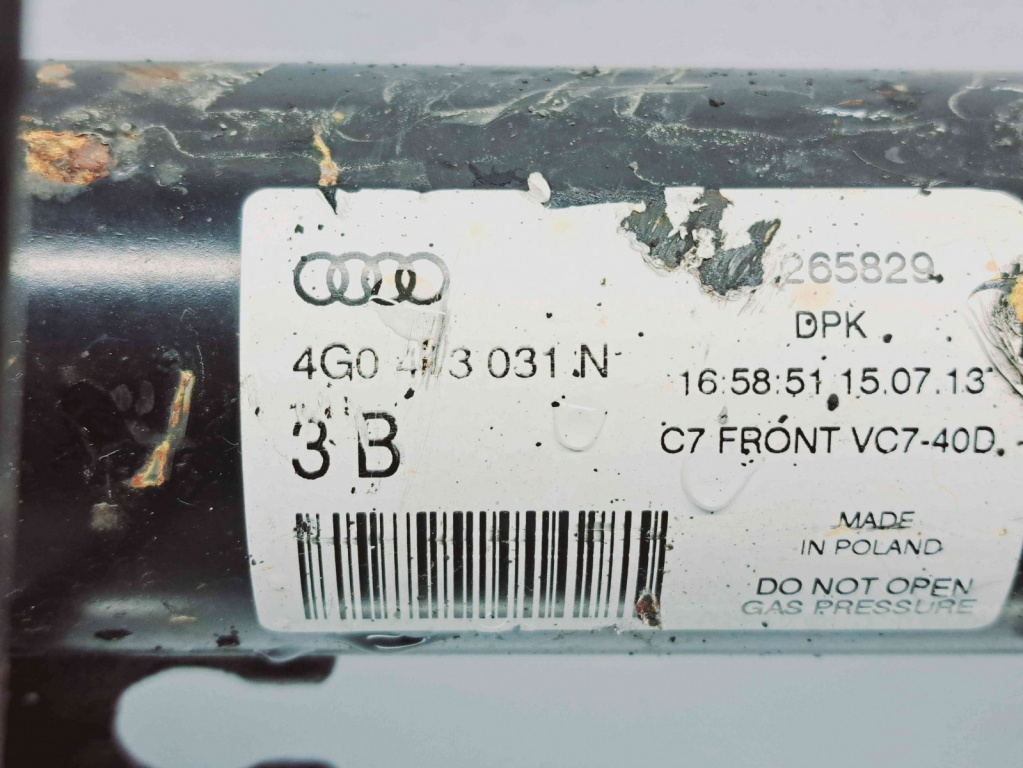 265829
DPK
4G0 3 031 N
16:58:51 15.07.13
3 B
C7 FRONT VC7-40D
MADE
IN POLAND
DO NOT OPEN
GAS PRESSURE